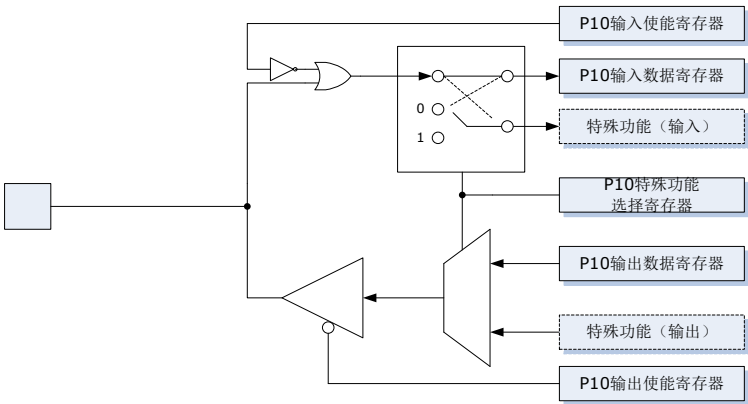 P10输入使能寄存器
P10输入数据寄存器
0
特殊功能（输入）
1
P10特殊功能
选择寄存器
P10输出数据寄存器
特殊功能（输出）
P10输出使能寄存器